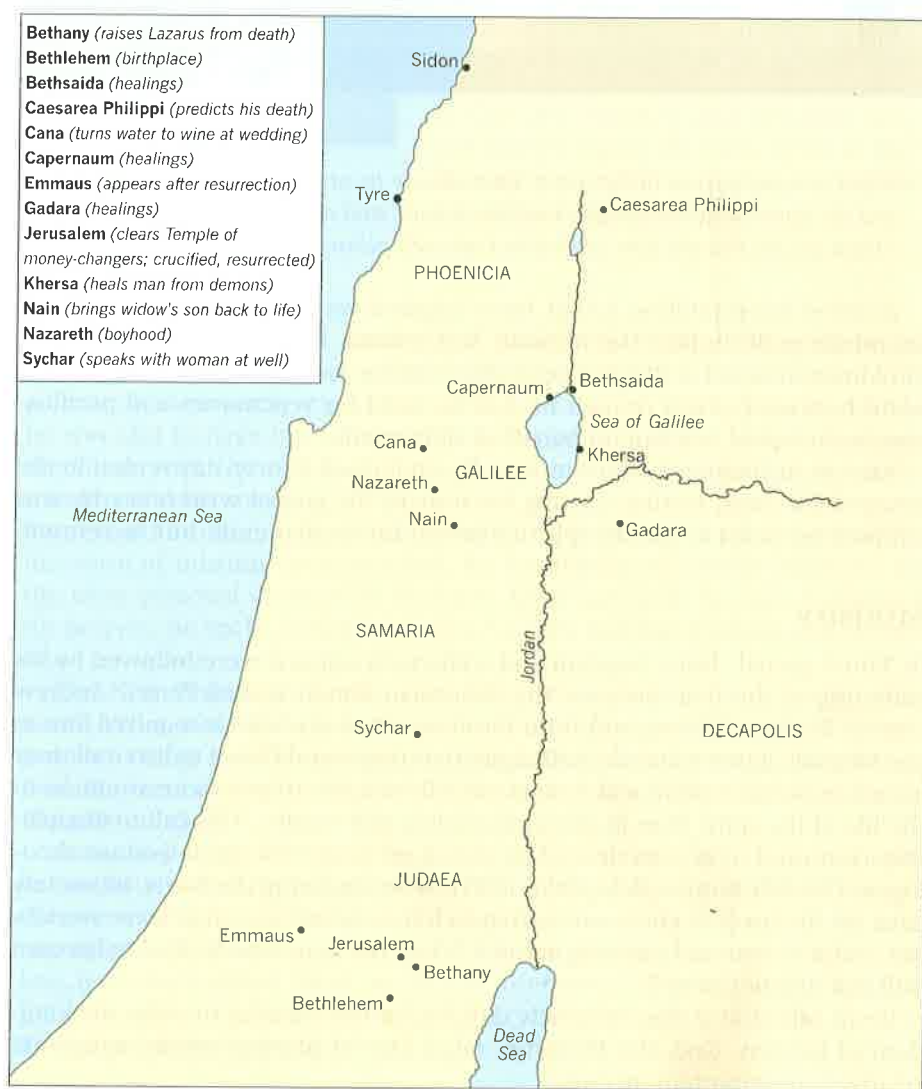 Bethany (raises Lazarus from death)
Bethlehem (birthplace)
Bethsaida (healings)
Caesarea Philippi (predicts his death)
Cana (turns water to wine at wedding)
Capernaum (healings)
Emmaus (appears after resurrection)
Gadara (healings)
Jerusalem (clears Temple of
money-changers; crucified, resurrected)
Khersa (heals man from demons)
Nain (brings widow's son back to life)
Nazareth (boyhood)
Sychar (speaks with woman at well)
Sidon
Tyre
Caesarea Philippi
PHOENICIA
Capernaum
Bethsaida
Sea of Galilee
Cana
Khersa
GALILEE
Nazareth
Mediterranean Sea
Nain
Gadara
SAMARIA
Jordan
Sychar
DECAPOLIS
JUDAEA
Emmaus
Jerusalem
Bethany
Bethlehem
Dead
Sea